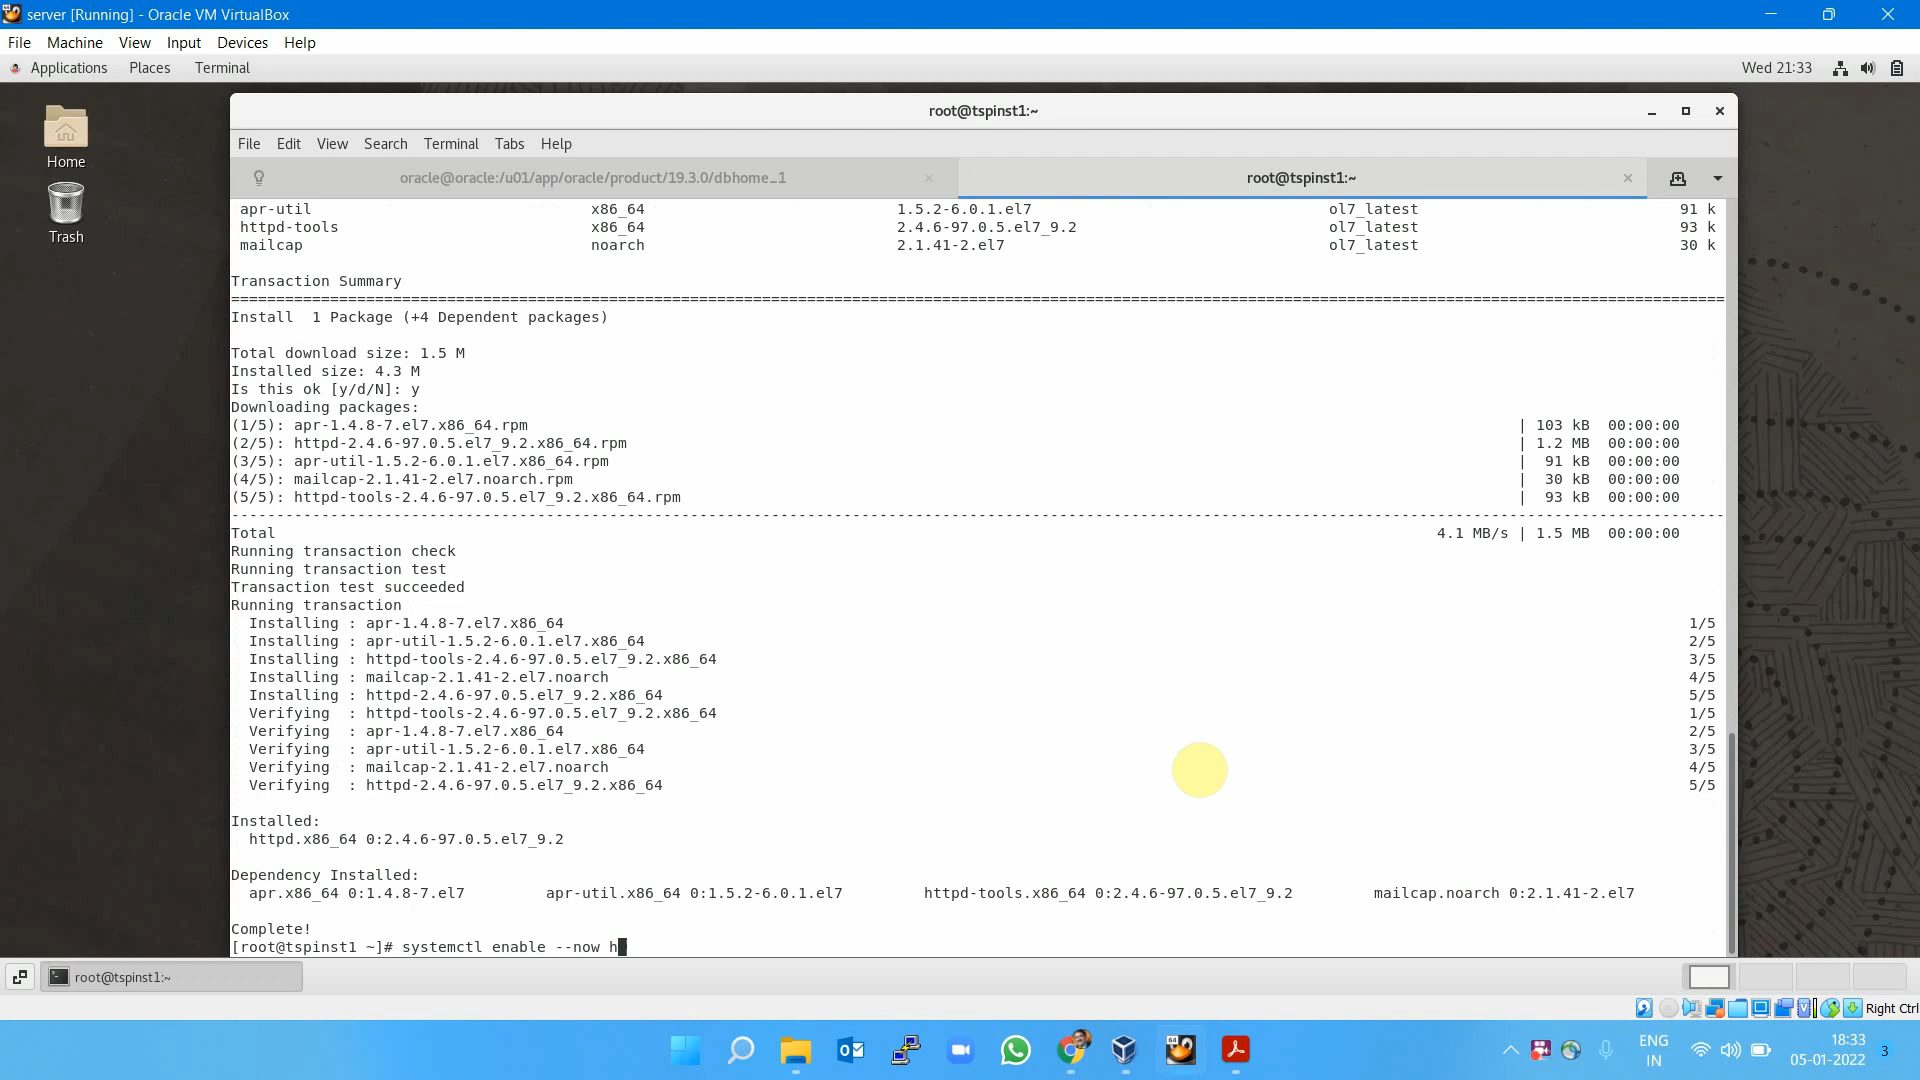 server [Running] - Oracle VM VirtualBox
File Machine View Input Devices Help
Applications Places Terminal Wed 21:33
Home
Trash
root@tspinst1:~
File Edit View Search Terminal Tabs Help
oracle@oracle:/u01/app/oracle/product/19.3.0/dbhome_1 root@tspinst1:~
apr-util x86_64 1.5.2-6.0.1.el7 ol7_latest 91 k
httpd-tools x86_64 2.4.6-97.0.5.el7_9.2 ol7_latest 93 k
mailcap noarch 2.1.41-2.el7 ol7_latest 30 k
Transaction Summary
================================================================================
Install 1 Package (+4 Dependent packages)
Total download size: 1.5 M
Installed size: 4.3 M
Is this ok [y/d/N]: y
Downloading packages:
(1/5): apr-1.4.8-7.el7.x86_64.rpm | 103 kB 00:00:00
(2/5): httpd-2.4.6-97.0.5.el7_9.2.x86_64.rpm | 1.2 MB 00:00:00
(3/5): apr-util-1.5.2-6.0.1.el7.x86_64.rpm | 91 kB 00:00:00
(4/5): mailcap-2.1.41-2.el7.noarch.rpm | 30 kB 00:00:00
(5/5): httpd-tools-2.4.6-97.0.5.el7_9.2.x86_64.rpm | 93 kB 00:00:00
--------------------------------------------------------------------------------
Total 4.1 MB/s | 1.5 MB 00:00:00
Running transaction check
Running transaction test
Transaction test succeeded
Running transaction
Installing : apr-1.4.8-7.el7.x86_64 1/5
Installing : apr-util-1.5.2-6.0.1.el7.x86_64 2/5
Installing : httpd-tools-2.4.6-97.0.5.el7_9.2.x86_64 3/5
Installing : mailcap-2.1.41-2.el7.noarch 4/5
Installing : httpd-2.4.6-97.0.5.el7_9.2.x86_64 5/5
Verifying : httpd-tools-2.4.6-97.0.5.el7_9.2.x86_64 1/5
Verifying : apr-1.4.8-7.el7.x86_64 2/5
Verifying : apr-util-1.5.2-6.0.1.el7.x86_64 3/5
Verifying : mailcap-2.1.41-2.el7.noarch 4/5
Verifying : httpd-2.4.6-97.0.5.el7_9.2.x86_64 5/5
Installed:
httpd.x86_64 0:2.4.6-97.0.5.el7_9.2
Dependency Installed:
apr.x86_64 0:1.4.8-7.el7 apr-util.x86_64 0:1.5.2-6.0.1.el7 httpd-tools.x86_64 0:2.4.6-97.0.5.el7_9.2 mailcap.noarch 0:2.1.41-2.el7
Complete!
[root@tspinst1 ~]# systemctl enable --now h
root@tspinst1:~
Right Ctrl
ENG
IN
18:33
05-01-2022
3